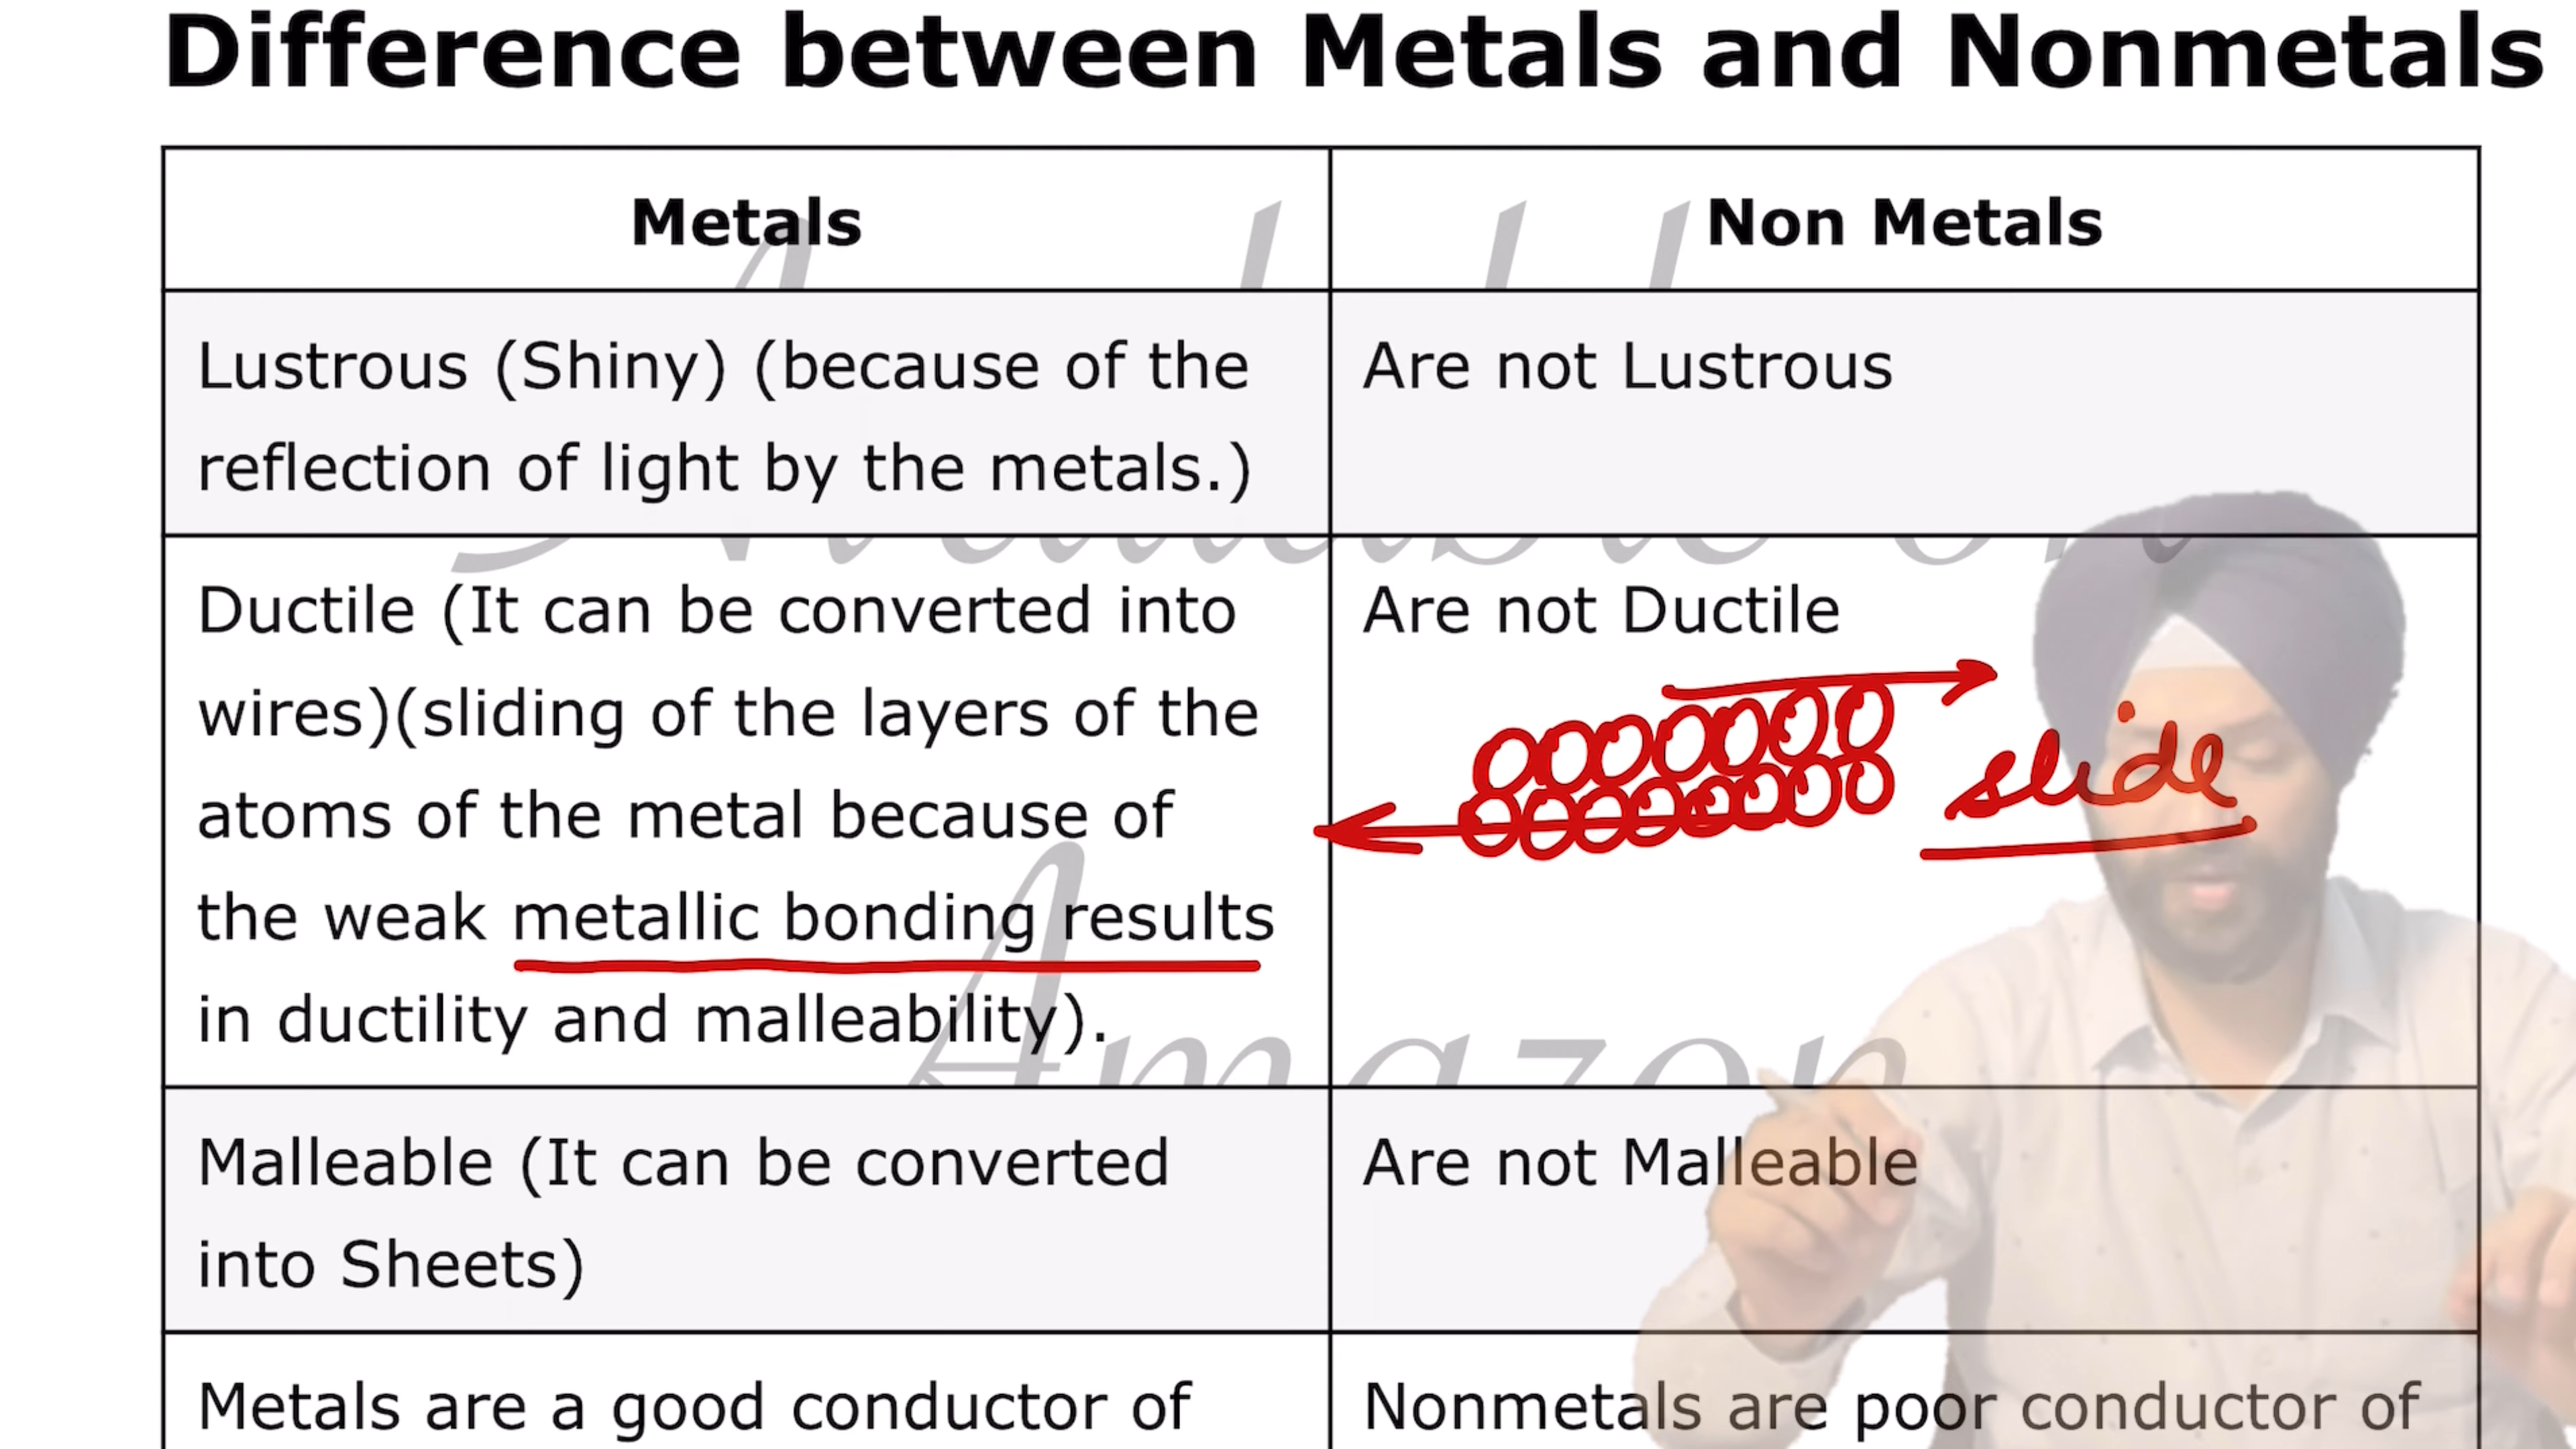 Difference between Metals and Nonmetals
Metals
Non Metals
Lustrous (Shiny) (because of the
reflection of light by the metals.)
Are not Lustrous
Ductile (It can be converted into
wires)(sliding of the layers of the
atoms of the metal because of
the weak metallic bonding results
in ductility and malleability).
Are not Ductile
slide
Malleable (It can be converted
into Sheets)
Are not Malleable
Metals are a good conductor of
Nonmetals are poor conductor of
Available on
Amazon